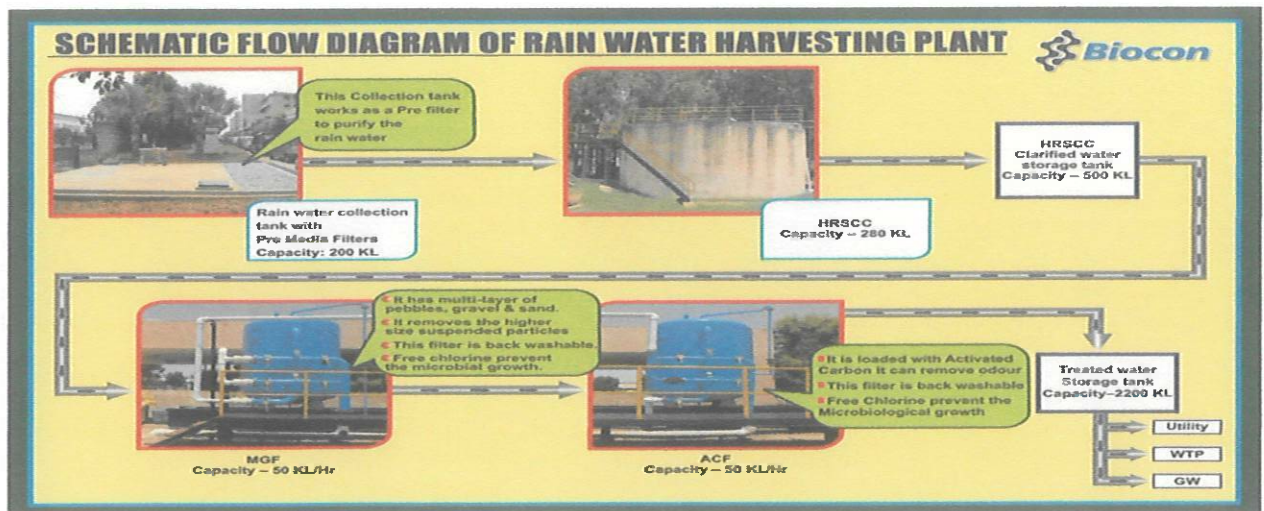 SCHEMATIC FLOW DIAGRAM OF RAIN WATER HARVESTING PLANT
Biocon
This Collection tank
works as a Pre filter
to purify the
rain water
Rain water collection
tank with
Pre Media Filters
Capacity: 200 KL
HRSCC
Capacity – 280 KL
HRSCC
Clarified water
storage tank
Capacity – 500 KL
It has multi-layer of
pebbles, gravel & sand.
It removes the higher
size suspended particles
This filter is back washable.
Free chlorine prevent
the microbial growth.
MGF
Capacity – 50 KL/Hr
It is loaded with Activated
Carbon it can remove odour
This filter is back washable
Free Chlorine prevent the
Microbiological growth
ACF
Capacity – 50 KL/Hr
Treated water
Storage tank
Capacity–2200 KL
Utility
WTP
GW